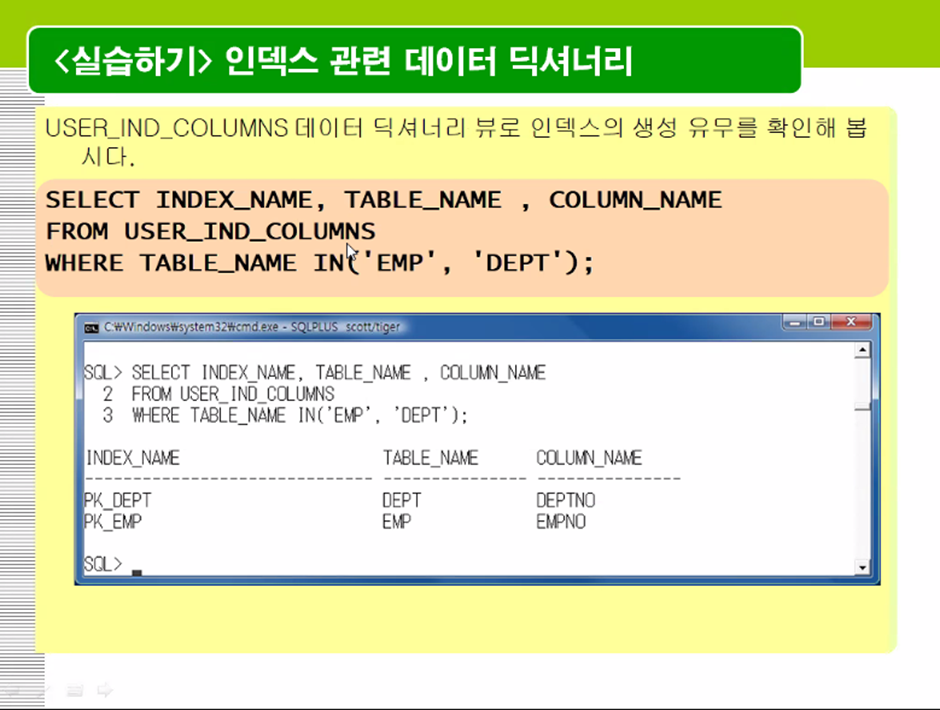 <실습하기> 인덱스 관련 데이터 딕셔너리
USER_IND_COLUMNS 데이터 딕셔너리 뷰로 인덱스의 생성 유무를 확인해 봅
시다.
SELECT INDEX_NAME, TABLE_NAME , COLUMN_NAME
FROM USER_IND_COLUMNS
WHERE TABLE_NAME IN('EMP', 'DEPT');
C:₩Windows₩system32₩cmd.exe - SQLPLUS  scott/tiger
SQL> SELECT INDEX_NAME, TABLE_NAME , COLUMN_NAME
2  FROM USER_IND_COLUMNS
3  WHERE TABLE_NAME IN('EMP', 'DEPT');
INDEX_NAME TABLE_NAME COLUMN_NAME
------------------------------ --------------- ---------------
PK_DEPT DEPT DEPTNO
PK_EMP EMP EMPNO
SQL> _